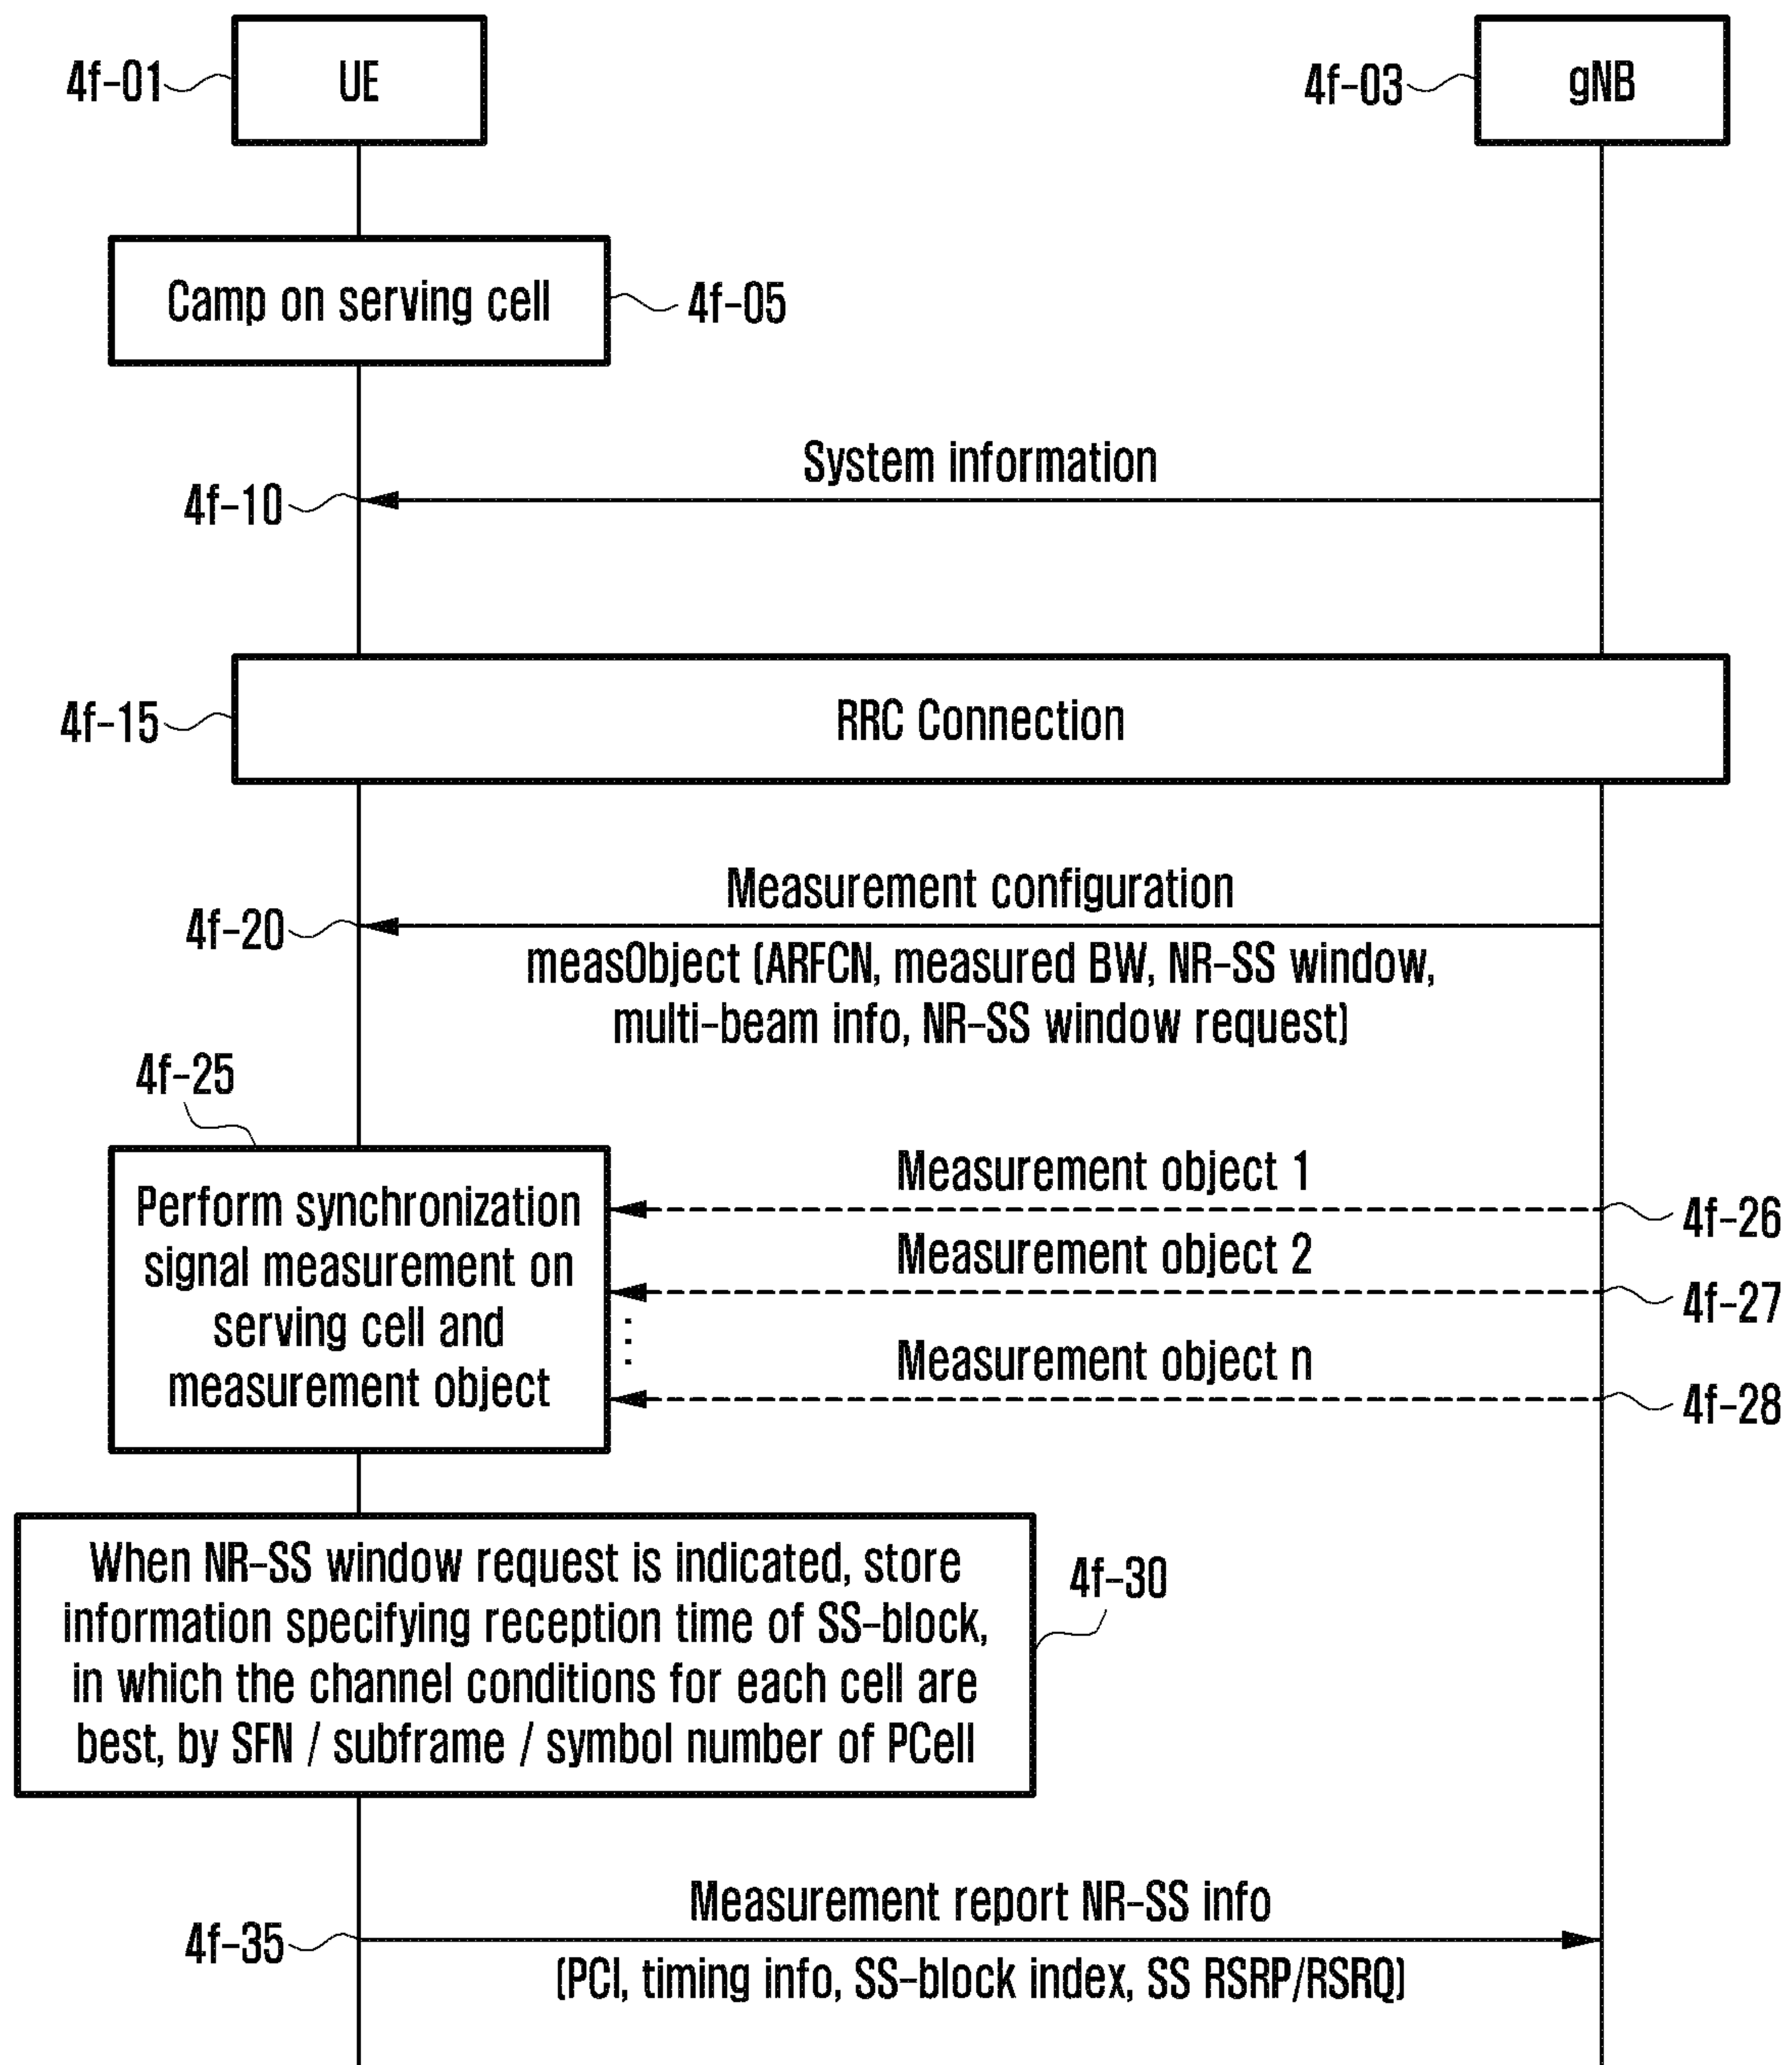 4f-01
UE
4f-03
gNB
Camp on serving cell
4f-05
System information
4f-10
4f-15
RRC Connection
Measurement configuration
4f-20
measObject (ARFCN, measured BW, NR-SS window,
multi-beam info, NR-SS window request)
4f-25
Perform synchronization
signal measurement on
serving cell and
measurement object
Measurement object 1
4f-26
Measurement object 2
4f-27
Measurement object n
4f-28
When NR-SS window request is indicated, store
information specifying reception time of SS-block,
in which the channel conditions for each cell are
best, by SFN / subframe / symbol number of PCell
4f-30
Measurement report NR-SS info
4f-35
(PCI, timing info, SS-block index, SS RSRP/RSRQ)